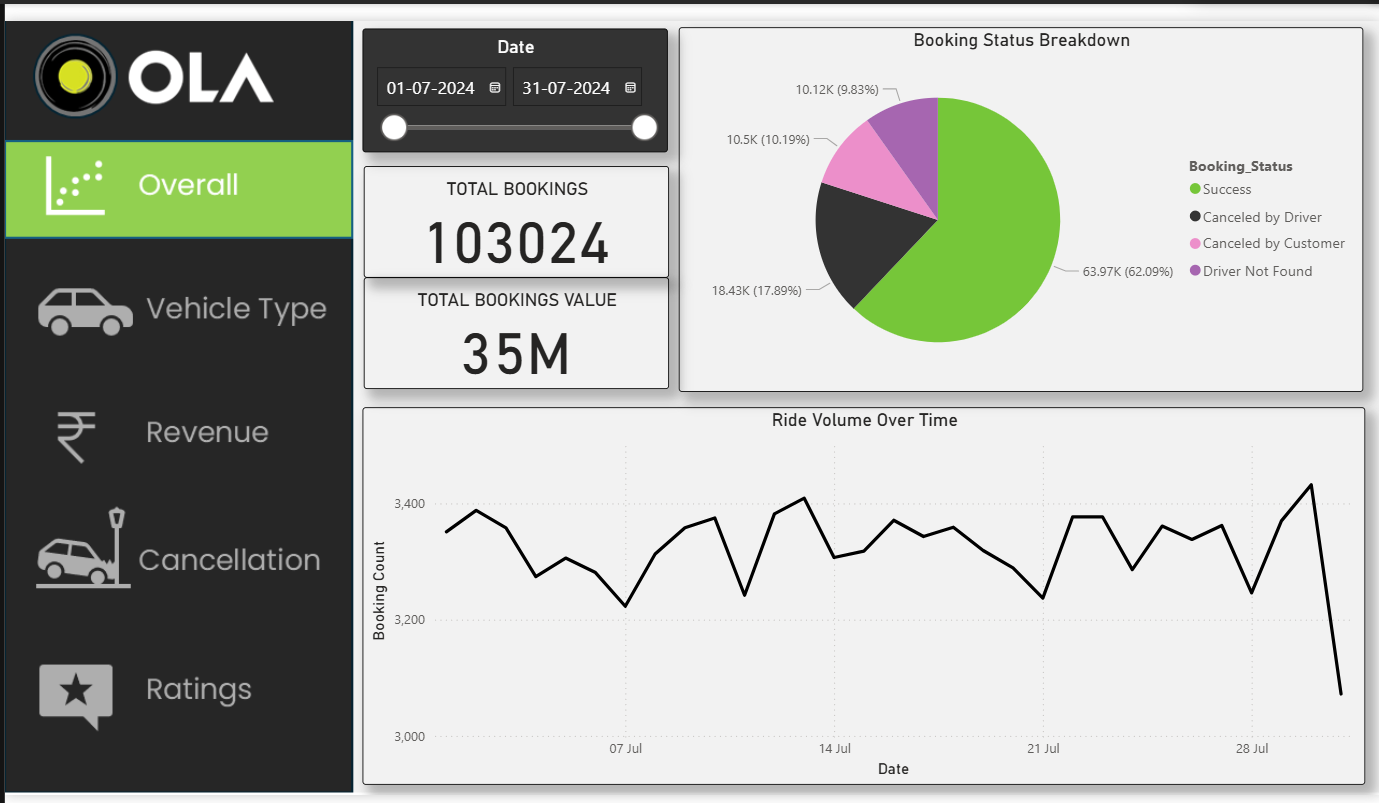 OLA
Overall
Vehicle Type
Revenue
Cancellation
Ratings
Date
01-07-2024 31-07-2024
TOTAL BOOKINGS
103024
TOTAL BOOKINGS VALUE
35M
Booking Status Breakdown
10.12K (9.83%)
10.5K (10.19%)
18.43K (17.89%)
63.97K (62.09%)
Booking_Status
Success
Canceled by Driver
Canceled by Customer
Driver Not Found
Ride Volume Over Time
Booking Count
3,400
3,200
3,000
07 Jul 14 Jul 21 Jul 28 Jul
Date